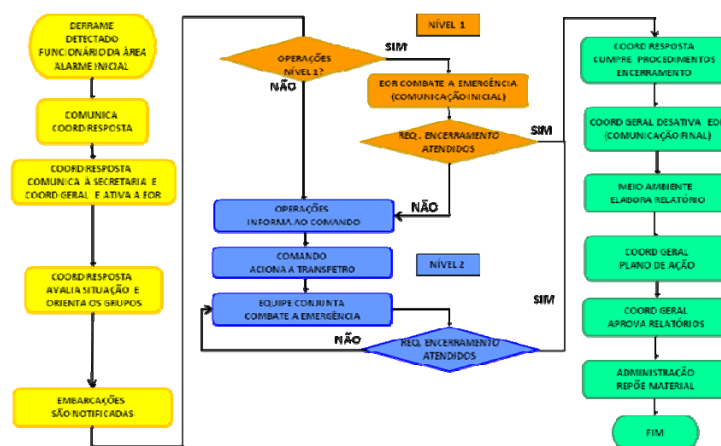 DERRAME
DETECTADO
FUNCIONÁRIO DA ÁREA
ALARME INICIAL
COMUNICA
COORD RESPOSTA
COORD RESPOSTA
COMUNICA À SECRETARIA E
COORD GERAL E ATIVA A EOR
COORD RESPOSTA
AVALIA SITUAÇÃO E
ORIENTA OS GRUPOS
EMBARCAÇÕES
SÃO NOTIFICADAS
NÍVEL 1
OPERAÇÕES
NÍVEL 1?
SIM
NÃO
EOR COMBATE A EMERGÊNCIA
(COMUNICAÇÃO INICIAL)
REQ. ENCERRAMENTO
ATENDIDOS
SIM
NÃO
OPERAÇÕES
INFORMA AO COMANDO
COMANDO
ACIONA A TRANSPETRO
NÍVEL 2
EQUIPE CONJUNTA
COMBATE A EMERGÊNCIA
SIM
NÃO
REQ. ENCERRAMENTO
ATENDIDOS
COORD RESPOSTA
CUMPRE PROCEDIMENTOS
ENCERRAMENTO
COORD GERAL DESATIVA EOR
(COMUNICAÇÃO FINAL)
MEIO AMBIENTE
ELABORA RELATÓRIO
COORD GERAL
PLANO DE AÇÃO
COORD GERAL
APROVA RELATÓRIOS
ADMINISTRAÇÃO
REPÕE MATERIAL
FIM